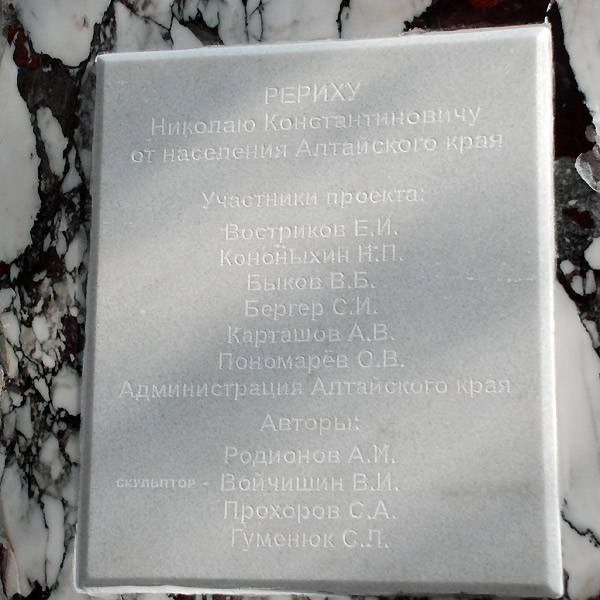 РЕРИХУ
Николаю Константиновичу
от населения Алтайского края
Участники проекта:
Востриков Е.И.
Кононыхин Н.П.
Быков В.Б.
Бергер С.И.
Карташов А.В.
Пономарёв О.В.
Администрация Алтайского края
Авторы:
Родионов А.М.
скульптор - Войчишин В.И.
Прохоров С.А.
Гуменюк С.Л.